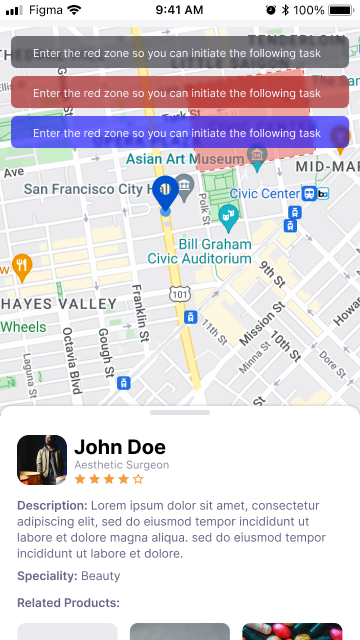 Figma
9:41 AM
100%
TENDERLOIN
Enter the red zone so you can initiate the following task
Enter the red zone so you can initiate the following task
Enter the red zone so you can initiate the following task
Asian Art Museum
MID-MAR
Ave
San Francisco City H
Polk St
Civic Center
Bill Graham
Civic Auditorium
9th St
HAYES VALLEY
Wheels
Franklin St
101
11th St
Mission St
10th St
Minna St
Howa
Dore St
Laguna St
Octavia Blvd
Gough St
John Doe
Aesthetic Surgeon
Description: Lorem ipsum dolor sit amet, consectetur
adipiscing elit, sed do eiusmod tempor incididunt ut
labore et dolore magna aliqua. sed do eiusmod tempor
incididunt ut labore et dolore.
Speciality: Beauty
Related Products: